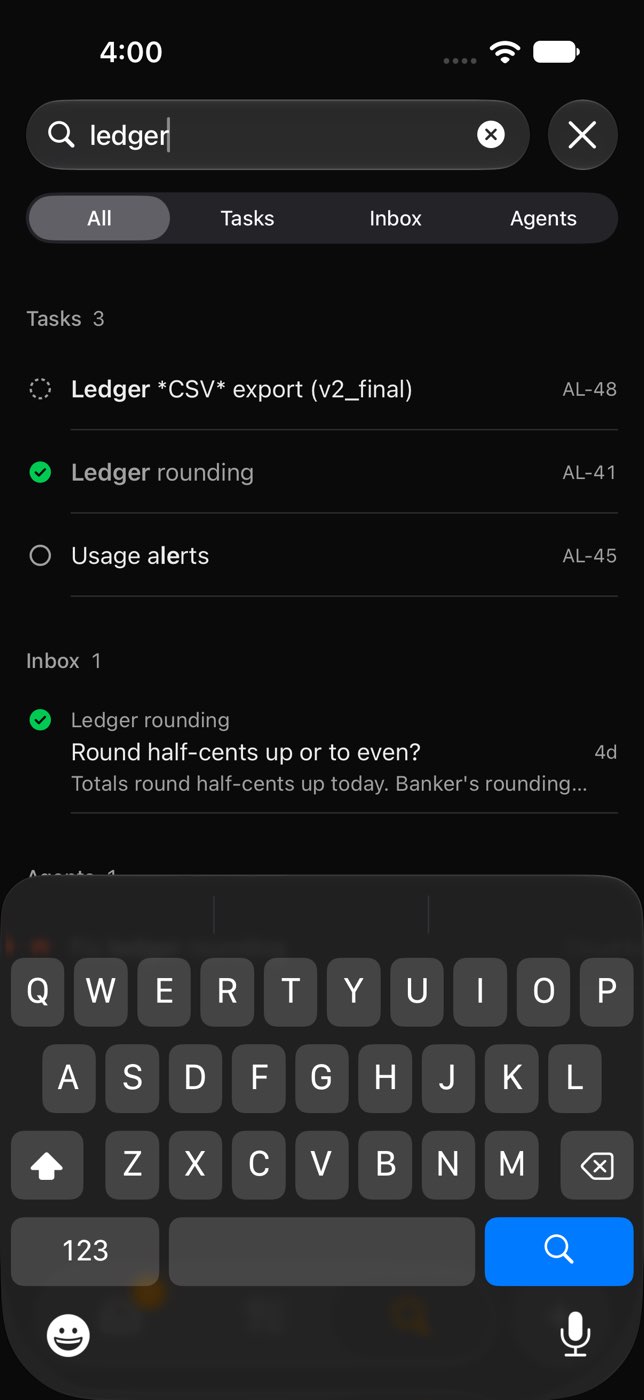 4:00
ledger
All Tasks Inbox Agents
Tasks 3
Ledger *CSV* export (v2_final) AL-48
Ledger rounding AL-41
Usage alerts AL-45
Inbox 1
Ledger rounding
Round half-cents up or to even? 4d
Totals round half-cents up today. Banker's rounding...
Agents 1
Q W E R T Y U I O P
A S D F G H J K L
Z X C V B N M
123